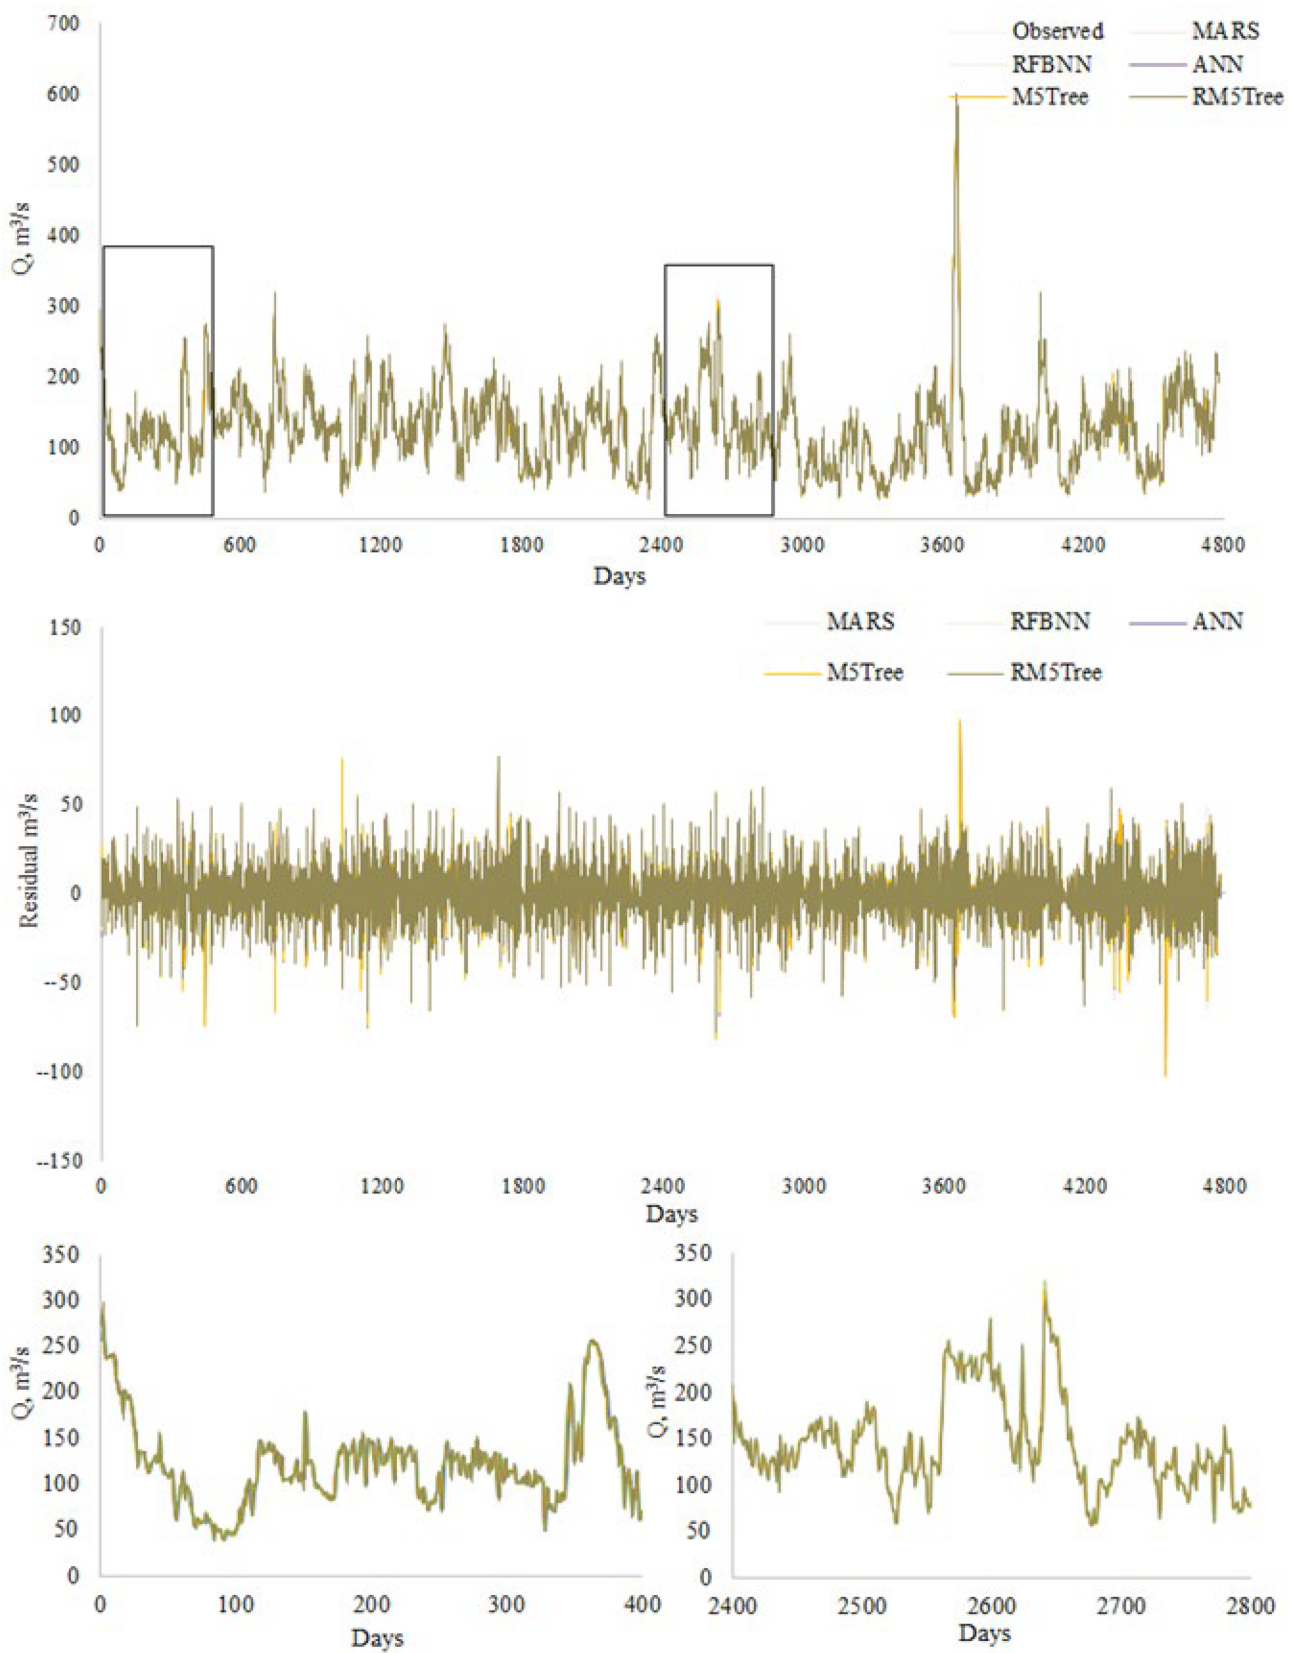 700
600
500
400
300
200
100
0
Q, m³/s
Observed MARS
RFBNN ANN
M5Tree RM5Tree
0 600 1200 1800 2400 3000 3600 4200 4800
Days
150
100
50
0
--50
--100
--150
Residual m³/s
MARS RFBNN ANN
M5Tree RM5Tree
0 600 1200 1800 2400 3000 3600 4200 4800
Days
350
300
250
200
150
100
50
0
Q, m³/s
0 100 200 300 400
Days
350
300
250
200
150
100
50
0
Q, m³/s
2400 2500 2600 2700 2800
Days